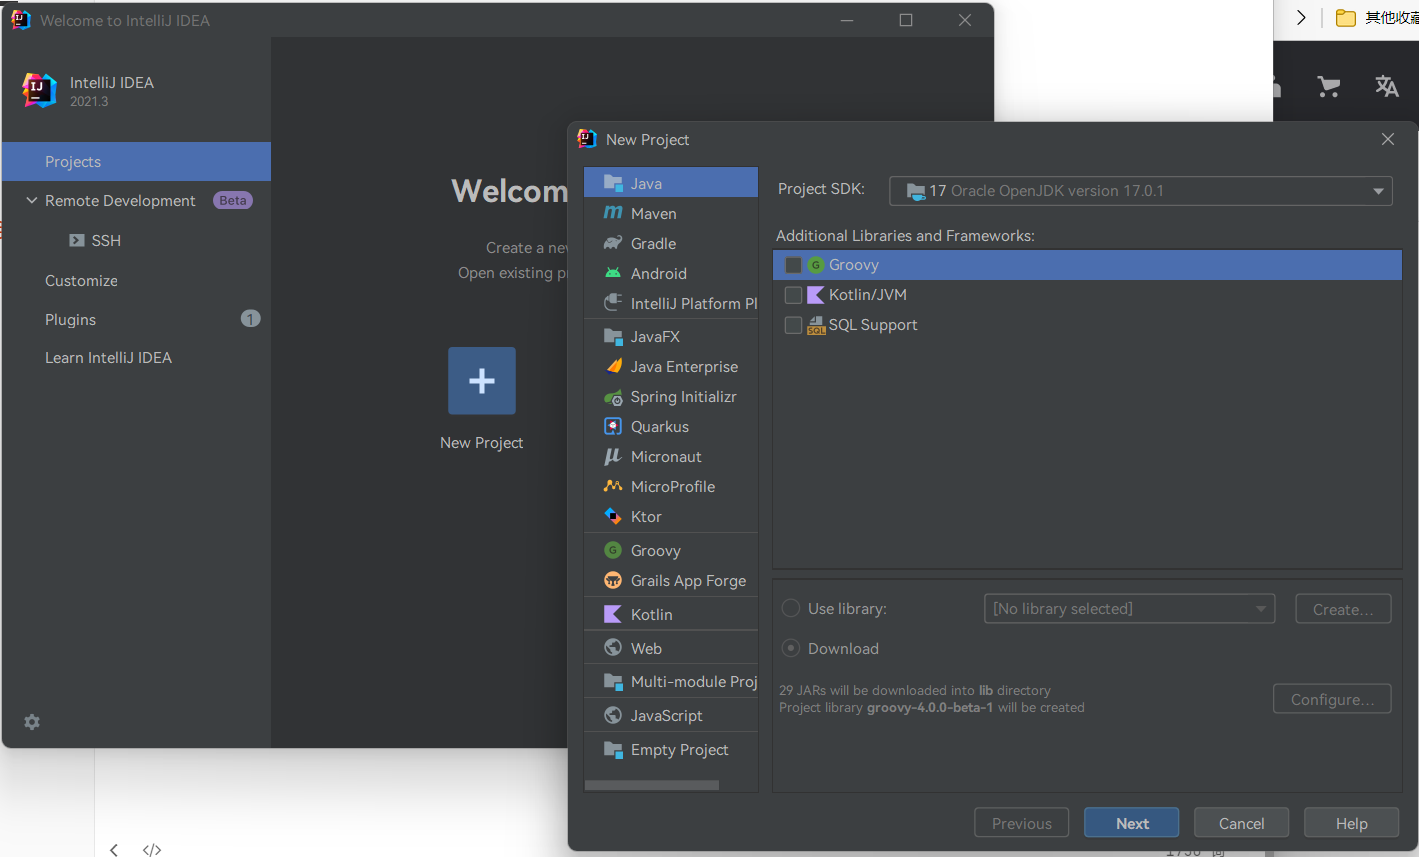 Welcome to IntelliJ IDEA
其他收藏
IntelliJ IDEA
2021.3
Projects
Remote Development Beta
SSH
Customize
Plugins 1
Learn IntelliJ IDEA
Welcom
Create a new
Open existing p
New Project
New Project
Java
Maven
Gradle
Android
IntelliJ Platform Pl
JavaFX
Java Enterprise
Spring Initializr
Quarkus
Micronaut
MicroProfile
Ktor
Groovy
Grails App Forge
Kotlin
Web
Multi-module Proj
JavaScript
Empty Project
Project SDK: 17 Oracle OpenJDK version 17.0.1
Additional Libraries and Frameworks:
Groovy
Kotlin/JVM
SQL Support
Use library: [No library selected] Create...
Download
29 JARs will be downloaded into lib directory
Project library groovy-4.0.0-beta-1 will be created
Configure...
Previous Next Cancel Help